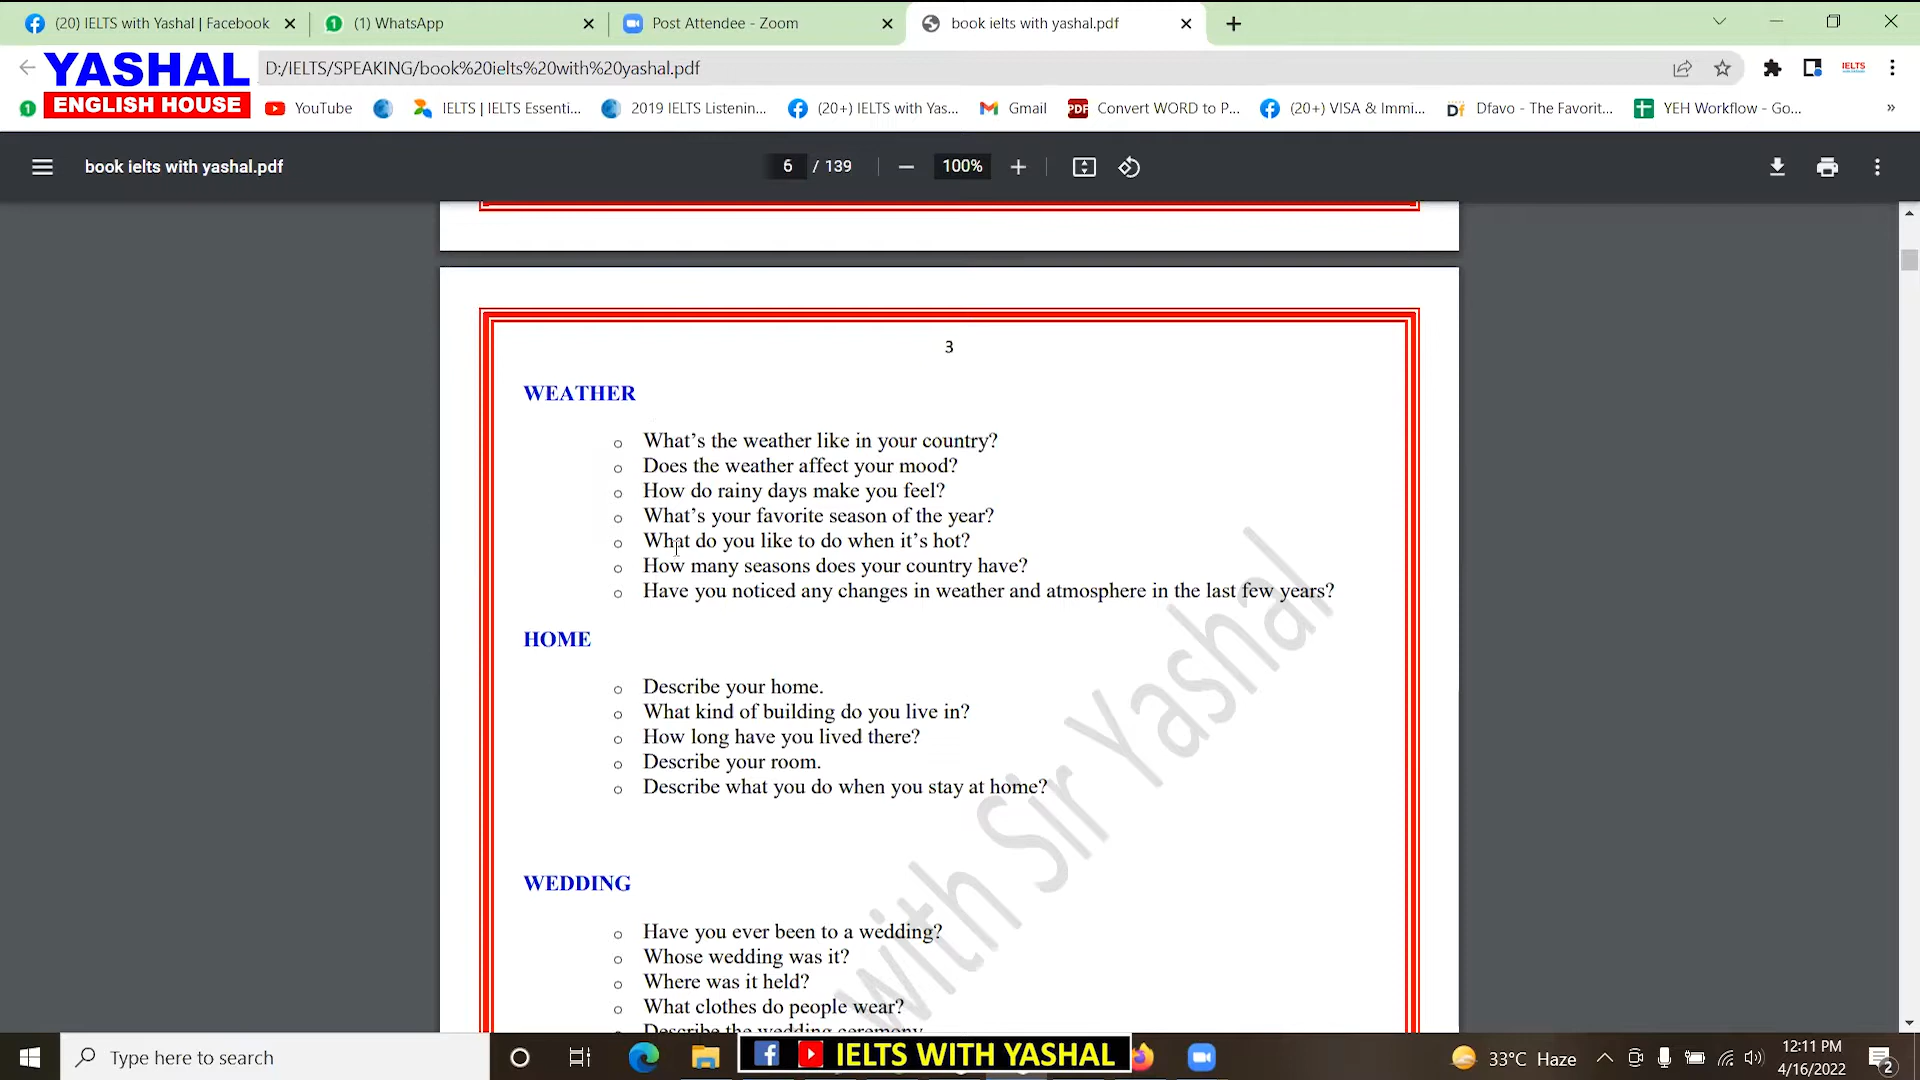 (20) IELTS with Yashal | Facebook
(1) WhatsApp
Post Attendee - Zoom
book ielts with yashal.pdf
YASHAL
ENGLISH HOUSE
D:/IELTS/SPEAKING/book%20ielts%20with%20yashal.pdf
IELTS
YouTube
IELTS | IELTS Essenti...
2019 IELTS Listenin...
(20+) IELTS with Yas...
Gmail
PDF Convert WORD to P...
(20+) VISA & Immi...
Df Dfavo - The Favorit...
YEH Workflow - Go...
»
book ielts with yashal.pdf
6 / 139
100%
3
WEATHER
What's the weather like in your country?
Does the weather affect your mood?
How do rainy days make you feel?
What's your favorite season of the year?
What do you like to do when it's hot?
How many seasons does your country have?
Have you noticed any changes in weather and atmosphere in the last few years?
HOME
Describe your home.
What kind of building do you live in?
How long have you lived there?
Describe your room.
Describe what you do when you stay at home?
WEDDING
Have you ever been to a wedding?
Whose wedding was it?
Where was it held?
What clothes do people wear?
Describe the wedding ceremony
with Sir Yashal
Type here to search
IELTS WITH YASHAL
33°C Haze
12:11 PM
4/16/2022
2